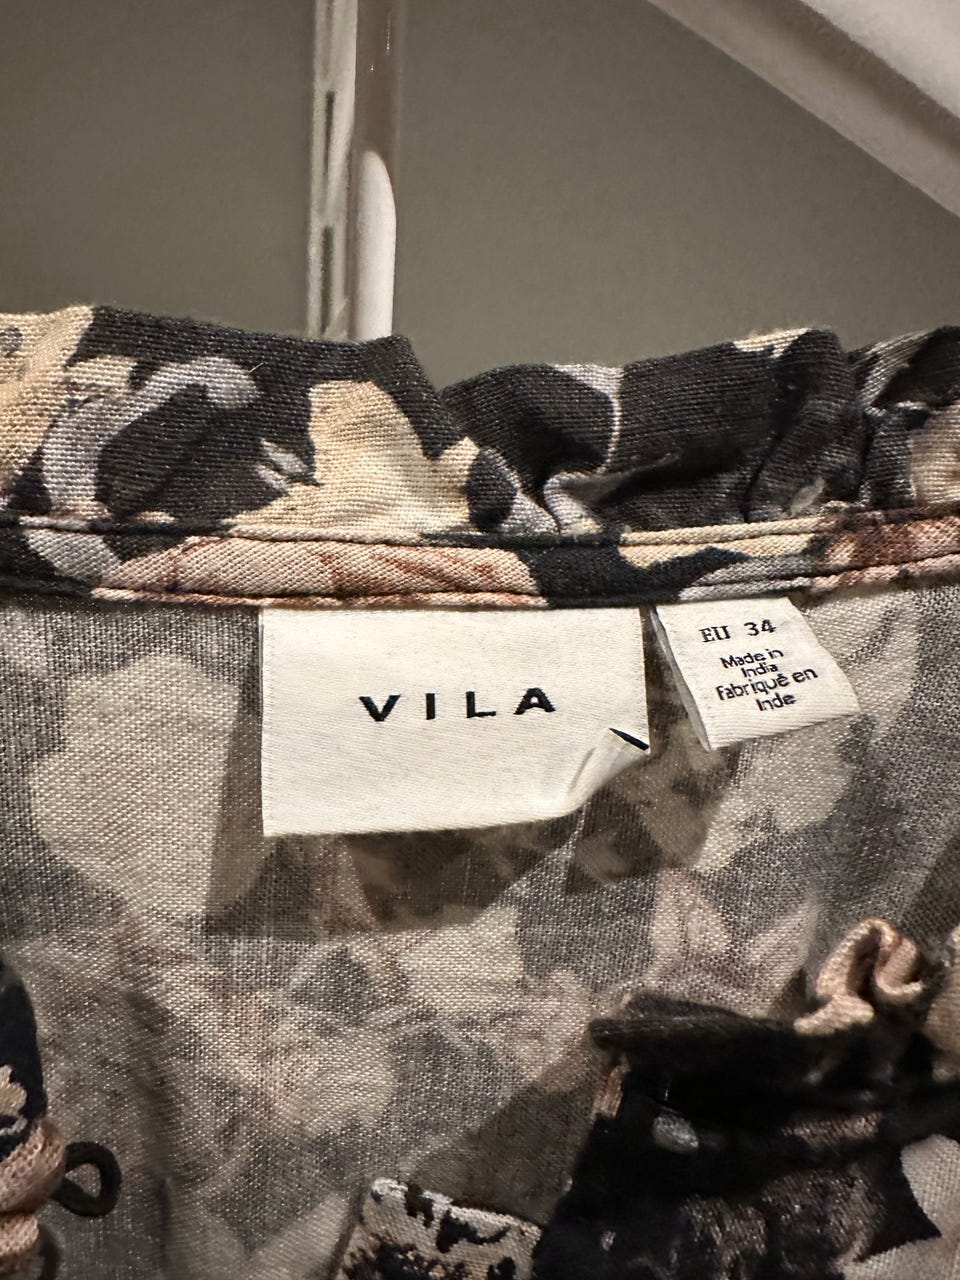 VILA
EU 34
Made in
India
Fabriqué en
Inde